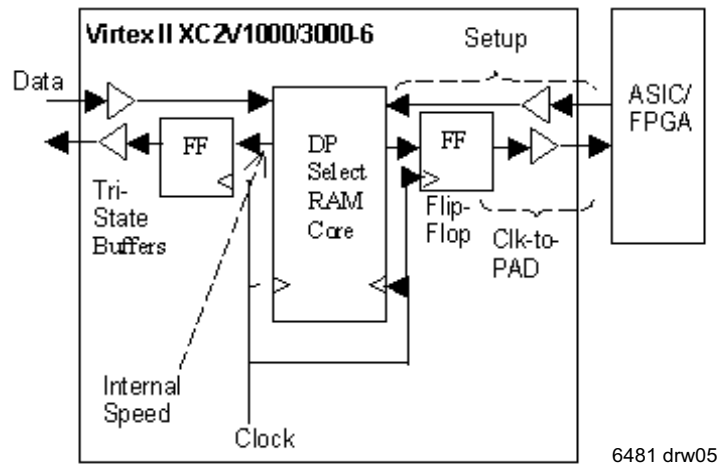 Virtex II XC2V1000/3000-6
Setup
Data
ASIC/
FPGA
FF
DP
Select
RAM
Core
FF
Tri-
State
Buffers
Flip-
Flop
Clk-to-
PAD
Internal
Speed
Clock
6481 drw05